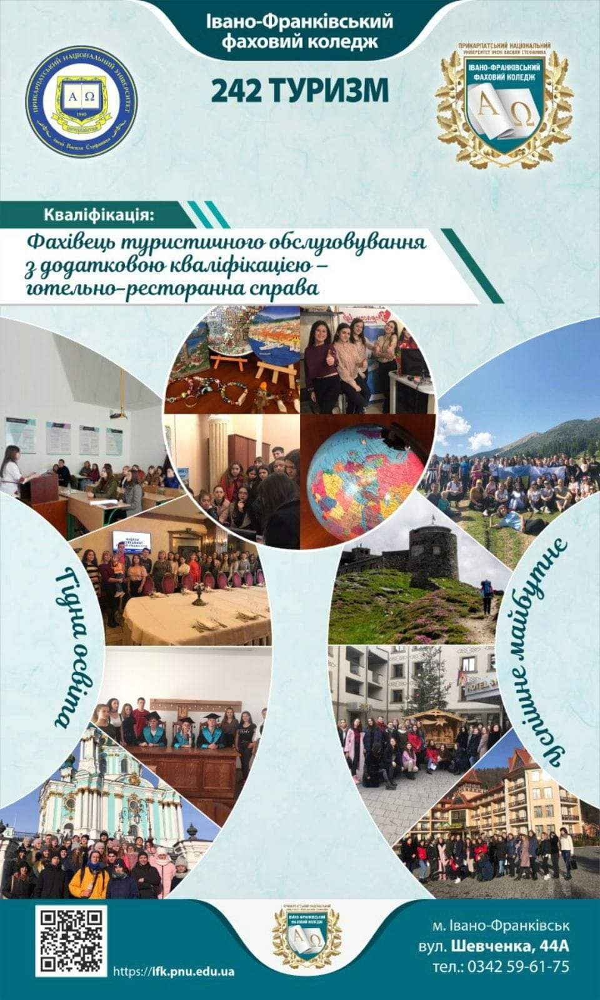 Івано-Франківський
фаховий коледж
242 ТУРИЗМ
ПРИКАРПАТСЬКИЙ НАЦІОНАЛЬНИЙ УНІВЕРСИТЕТ
імені Василя Стефаника
Α Ω
1940
ПРИКАРПАТСЬКИЙ НАЦІОНАЛЬНИЙ
УНІВЕРСИТЕТ ІМЕНІ ВАСИЛЯ СТЕФАНИКА
ІВАНО-ФРАНКІВСЬКИЙ
ФАХОВИЙ КОЛЕДЖ
Α Ω
Кваліфікація:
Фахівець туристичного обслуговування
з додатковою кваліфікацією –
готельно-ресторанна справа
Гідна освіта
Успішне майбутнє
HOTEL
ПРИКАРПАТСЬКИЙ НАЦІОНАЛЬНИЙ
УНІВЕРСИТЕТ ІМЕНІ ВАСИЛЯ СТЕФАНИКА
ІВАНО-ФРАНКІВСЬКИЙ
ФАХОВИЙ КОЛЕДЖ
Α Ω
https://ifk.pnu.edu.ua
м. Івано-Франківськ
вул. Шевченка, 44А
тел.: 0342 59-61-75